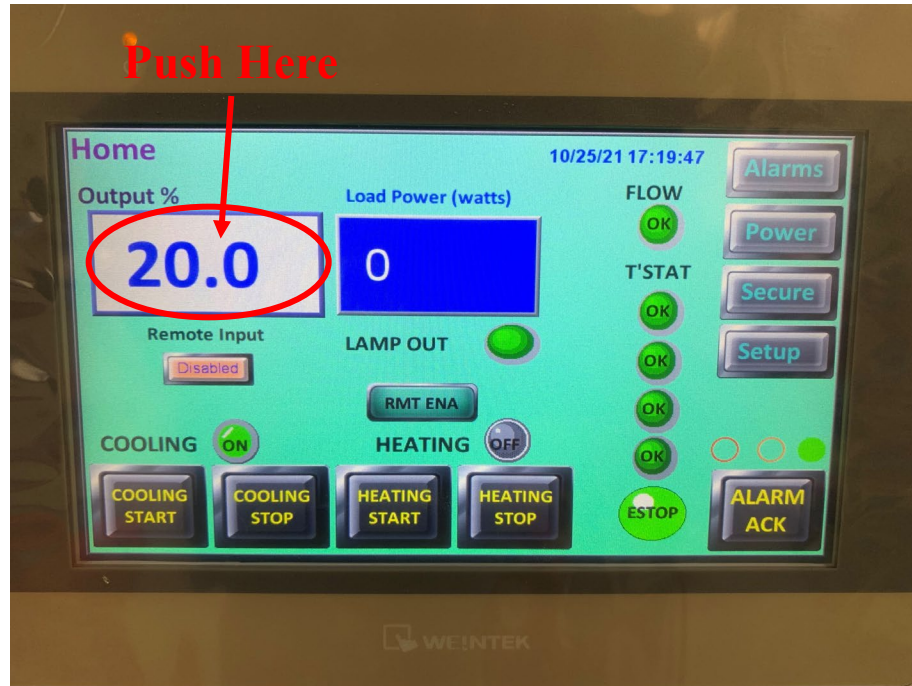 Push Here
Home
10/25/21 17:19:47
Alarms
Output %
Load Power (watts)
FLOW
OK
Power
20.0
0
T'STAT
OK
Secure
Remote Input
Disabled
LAMP OUT
OK
Setup
RMT ENA
OK
COOLING
ON
HEATING
OFF
OK
COOLING
START
COOLING
STOP
HEATING
START
HEATING
STOP
ESTOP
ALARM
ACK
WEINTEK